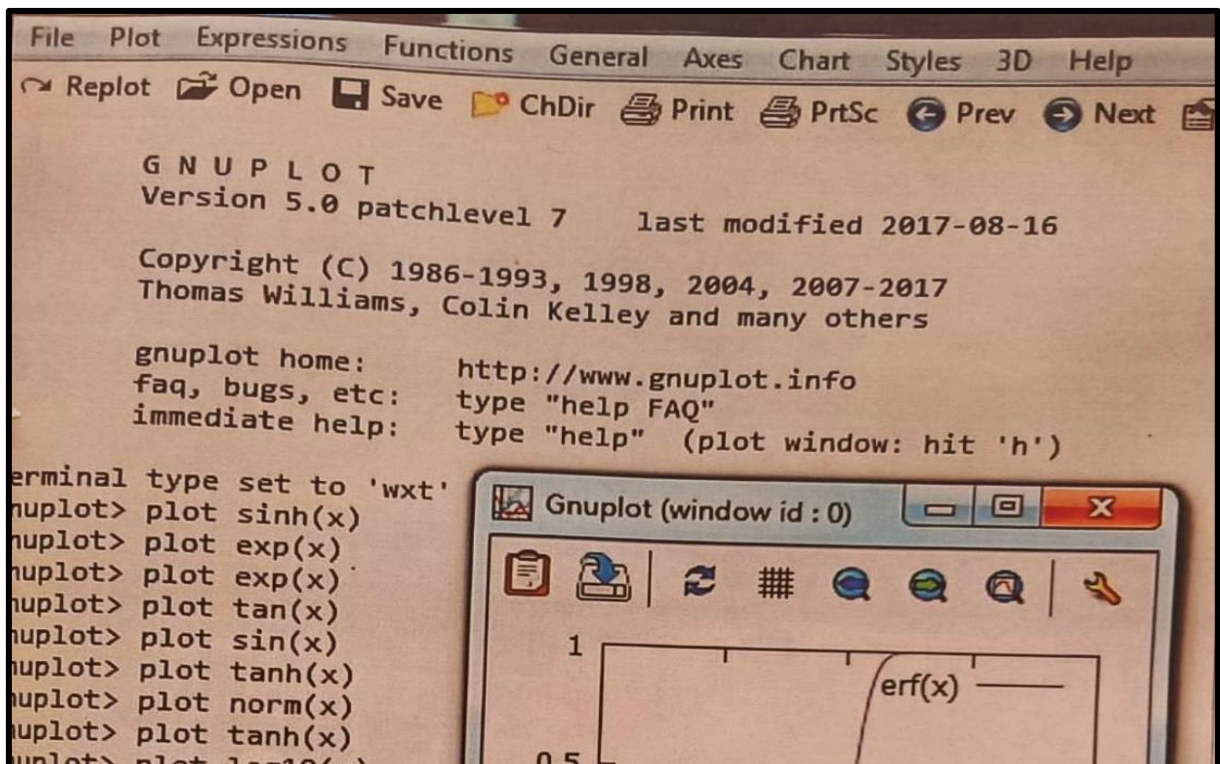 File Plot Expressions Functions General Axes Chart Styles 3D Help
Replot Open Save ChDir Print PrtSc Prev Next
G N U P L O T
Version 5.0 patchlevel 7 last modified 2017-08-16
Copyright (C) 1986-1993, 1998, 2004, 2007-2017
Thomas Williams, Colin Kelley and many others
gnuplot home: http://www.gnuplot.info
faq, bugs, etc: type "help FAQ"
immediate help: type "help" (plot window: hit 'h')
erminal type set to 'wxt'
nuplot> plot sinh(x)
nuplot> plot exp(x)
nuplot> plot exp(x)
nuplot> plot tan(x)
nuplot> plot sin(x)
nuplot> plot tanh(x)
nuplot> plot norm(x)
nuplot> plot tanh(x)
nuplot> plot log10(x)
Gnuplot (window id : 0)
1
erf(x)
0.5